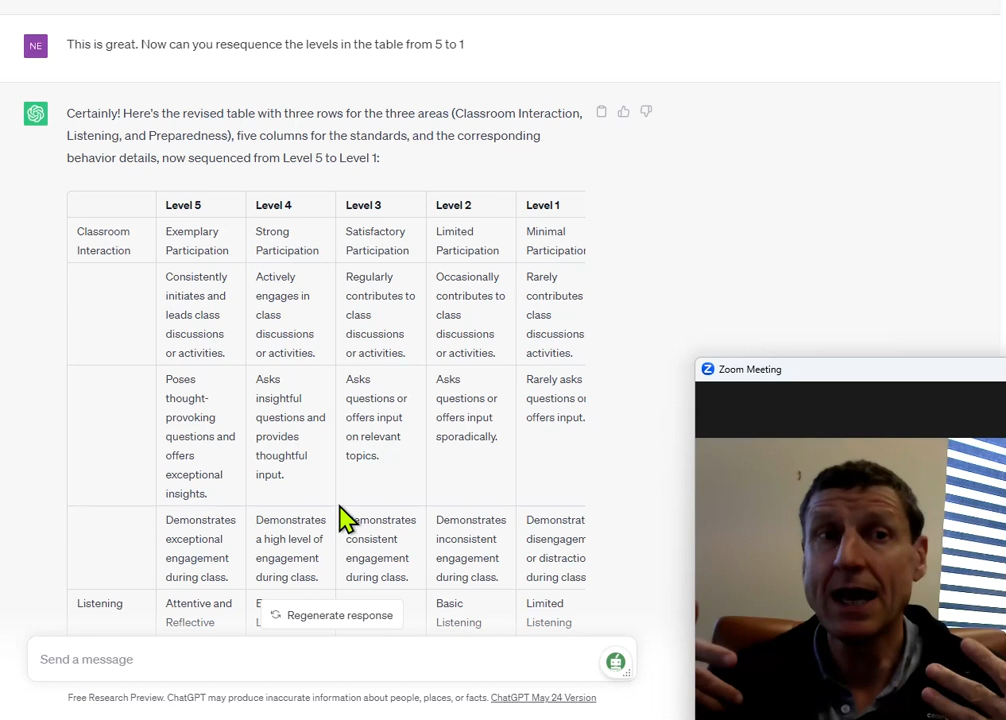 NE
This is great. Now can you resequence the levels in the table from 5 to 1
Certainly! Here's the revised table with three rows for the three areas (Classroom Interaction,
Listening, and Preparedness), five columns for the standards, and the corresponding
behavior details, now sequenced from Level 5 to Level 1:
Level 5 Level 4 Level 3 Level 2 Level 1
Classroom Exemplary Strong Satisfactory Limited Minimal
Interaction Participation Participation Participation Participation Participation
Consistently Actively Regularly Occasionally Rarely
initiates and engages in contributes to contributes to contributes
leads class class class class class
discussions discussions discussions discussions discussions
or activities. or activities. or activities. or activities. activities.
Poses Asks Asks Asks Rarely asks
thought- insightful questions or questions or questions or
provoking questions and offers input offers input offers input.
questions and provides on relevant sporadically.
offers thoughtful topics.
exceptional input.
insights.
Demonstrates Demonstrates emonstrates Demonstrates Demonstrat
exceptional a high level of consistent inconsistent disengagem
engagement engagement engagement engagement or distractio
during class. during class. during class. during class. during class
Listening Attentive and Basic Limited
Reflective Listening Listening
Regenerate response
Send a message
Free Research Preview. ChatGPT may produce inaccurate information about people, places, or facts. ChatGPT May 24 Version
Zoom Meeting